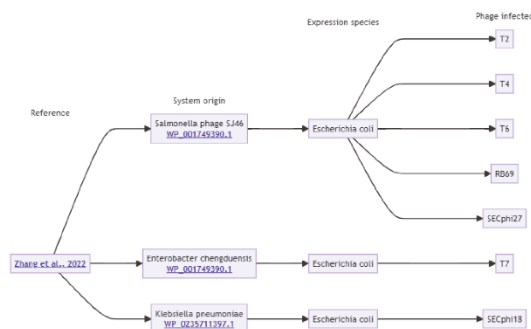 Expression species
Phage infected
T2
T4
Reference
System origin
Salmonella phage SJ46
WP_001749390.1
Escherichia coli
T6
RB69
SECphi27
Zhang et al., 2022
Enterobacter chengduensis
WP_001749390.1
Escherichia coli
T7
Klebsiella pneumoniae
WP_0235711397.1
Escherichia coli
SECphi18